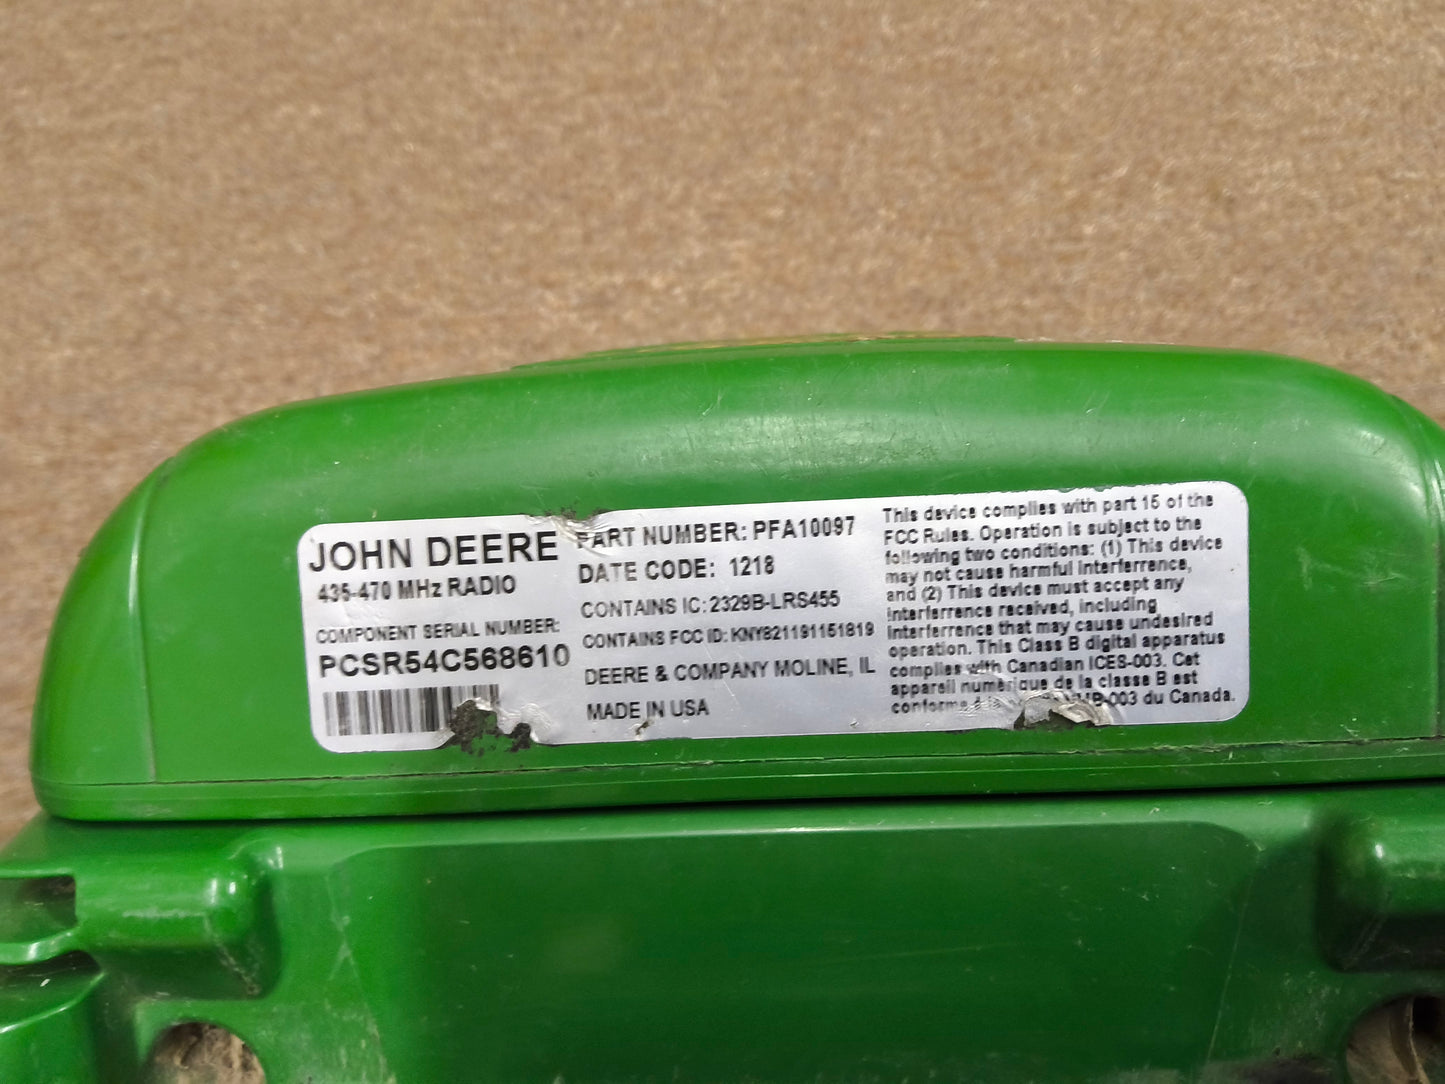 JOHN DEERE
435-470 MHz RADIO
COMPONENT SERIAL NUMBER:
PCSR54C568610
PART NUMBER: PFA10097
DATE CODE: 1218
CONTAINS IC: 2329B-LRS455
CONTAINS FCC ID: KNY821191151819
DEERE & COMPANY MOLINE, IL
MADE IN USA
This device complies with part 15 of the
FCC Rules. Operation is subject to the
following two conditions: (1) This device
may not cause harmful interferrence,
and (2) This device must accept any
interferrence received, including
interferrence that may cause undesired
operation. This Class B digital apparatus
complies with Canadian ICES-003. Cet
appareil numérique de la classe B est
du Canada.